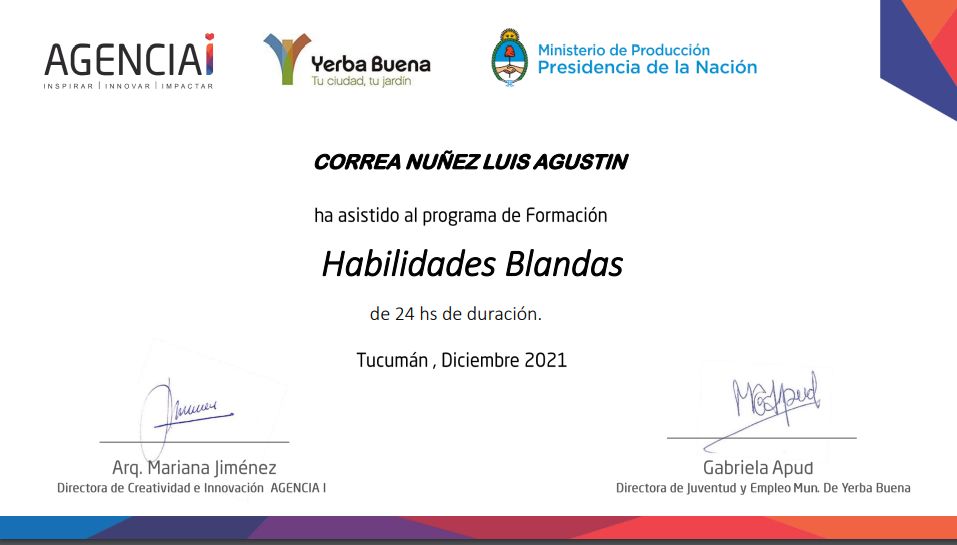 AGENCIAi
INSPIRAR | INNOVAR | IMPACTAR
Yerba Buena
Tu ciudad, tu jardín
Ministerio de Producción
Presidencia de la Nación
CORREA NUÑEZ LUIS AGUSTIN
ha asistido al programa de Formación
Habilidades Blandas
de 24 hs de duración.
Tucumán , Diciembre 2021
Arq. Mariana Jiménez
Directora de Creatividad e Innovación AGENCIA I
Gabriela Apud
Directora de Juventud y Empleo Mun. De Yerba Buena